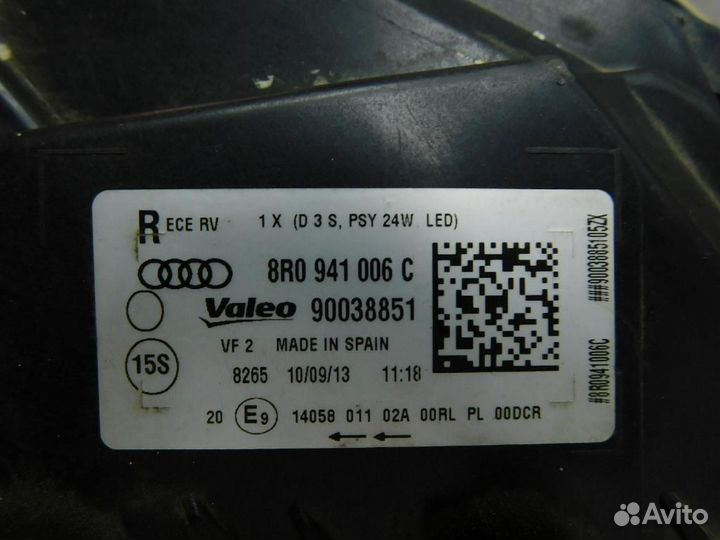 R ECE RV 1 X (D 3 S, PSY 24W LED)
8R0 941 006 C
Valeo 90038851
VF 2 MADE IN SPAIN
15S
8265 10/09/13 11:18
20 E9 14058 011 02A 00RL PL 00DCR
#8R0941006C ###9003885105ZX
Avito